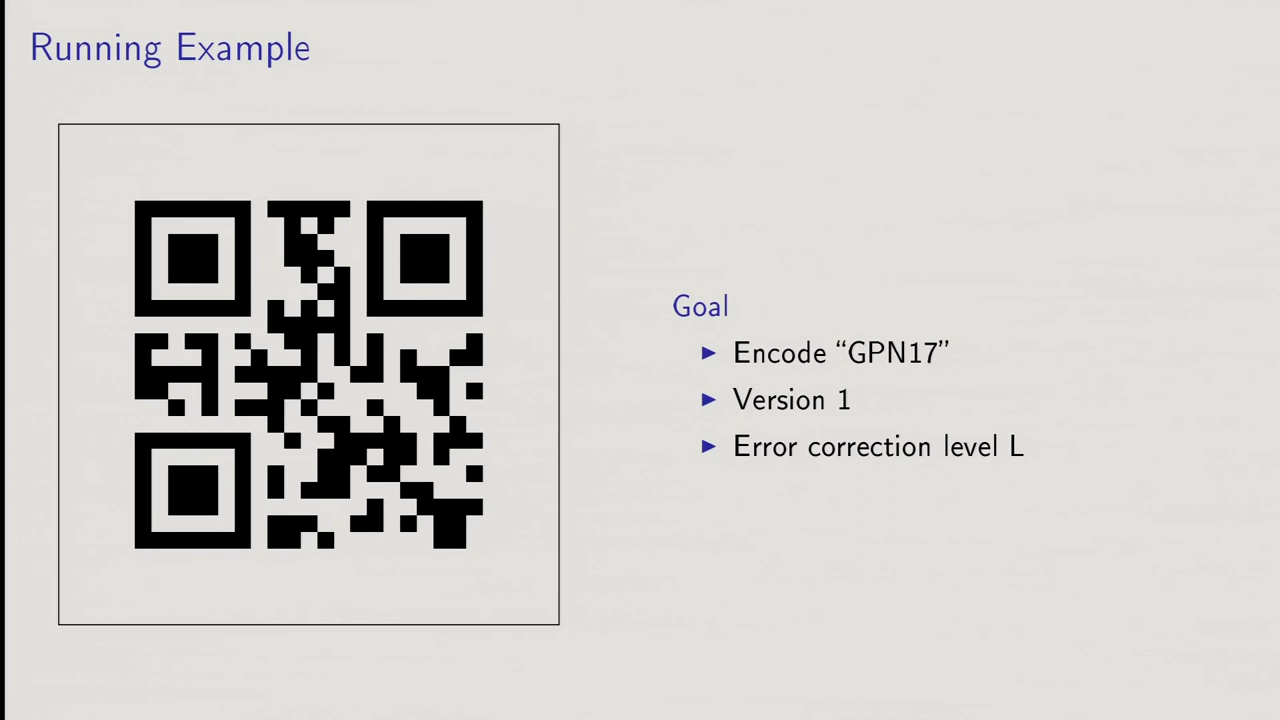 Running Example
Goal
Encode “GPN17”
Version 1
Error correction level L